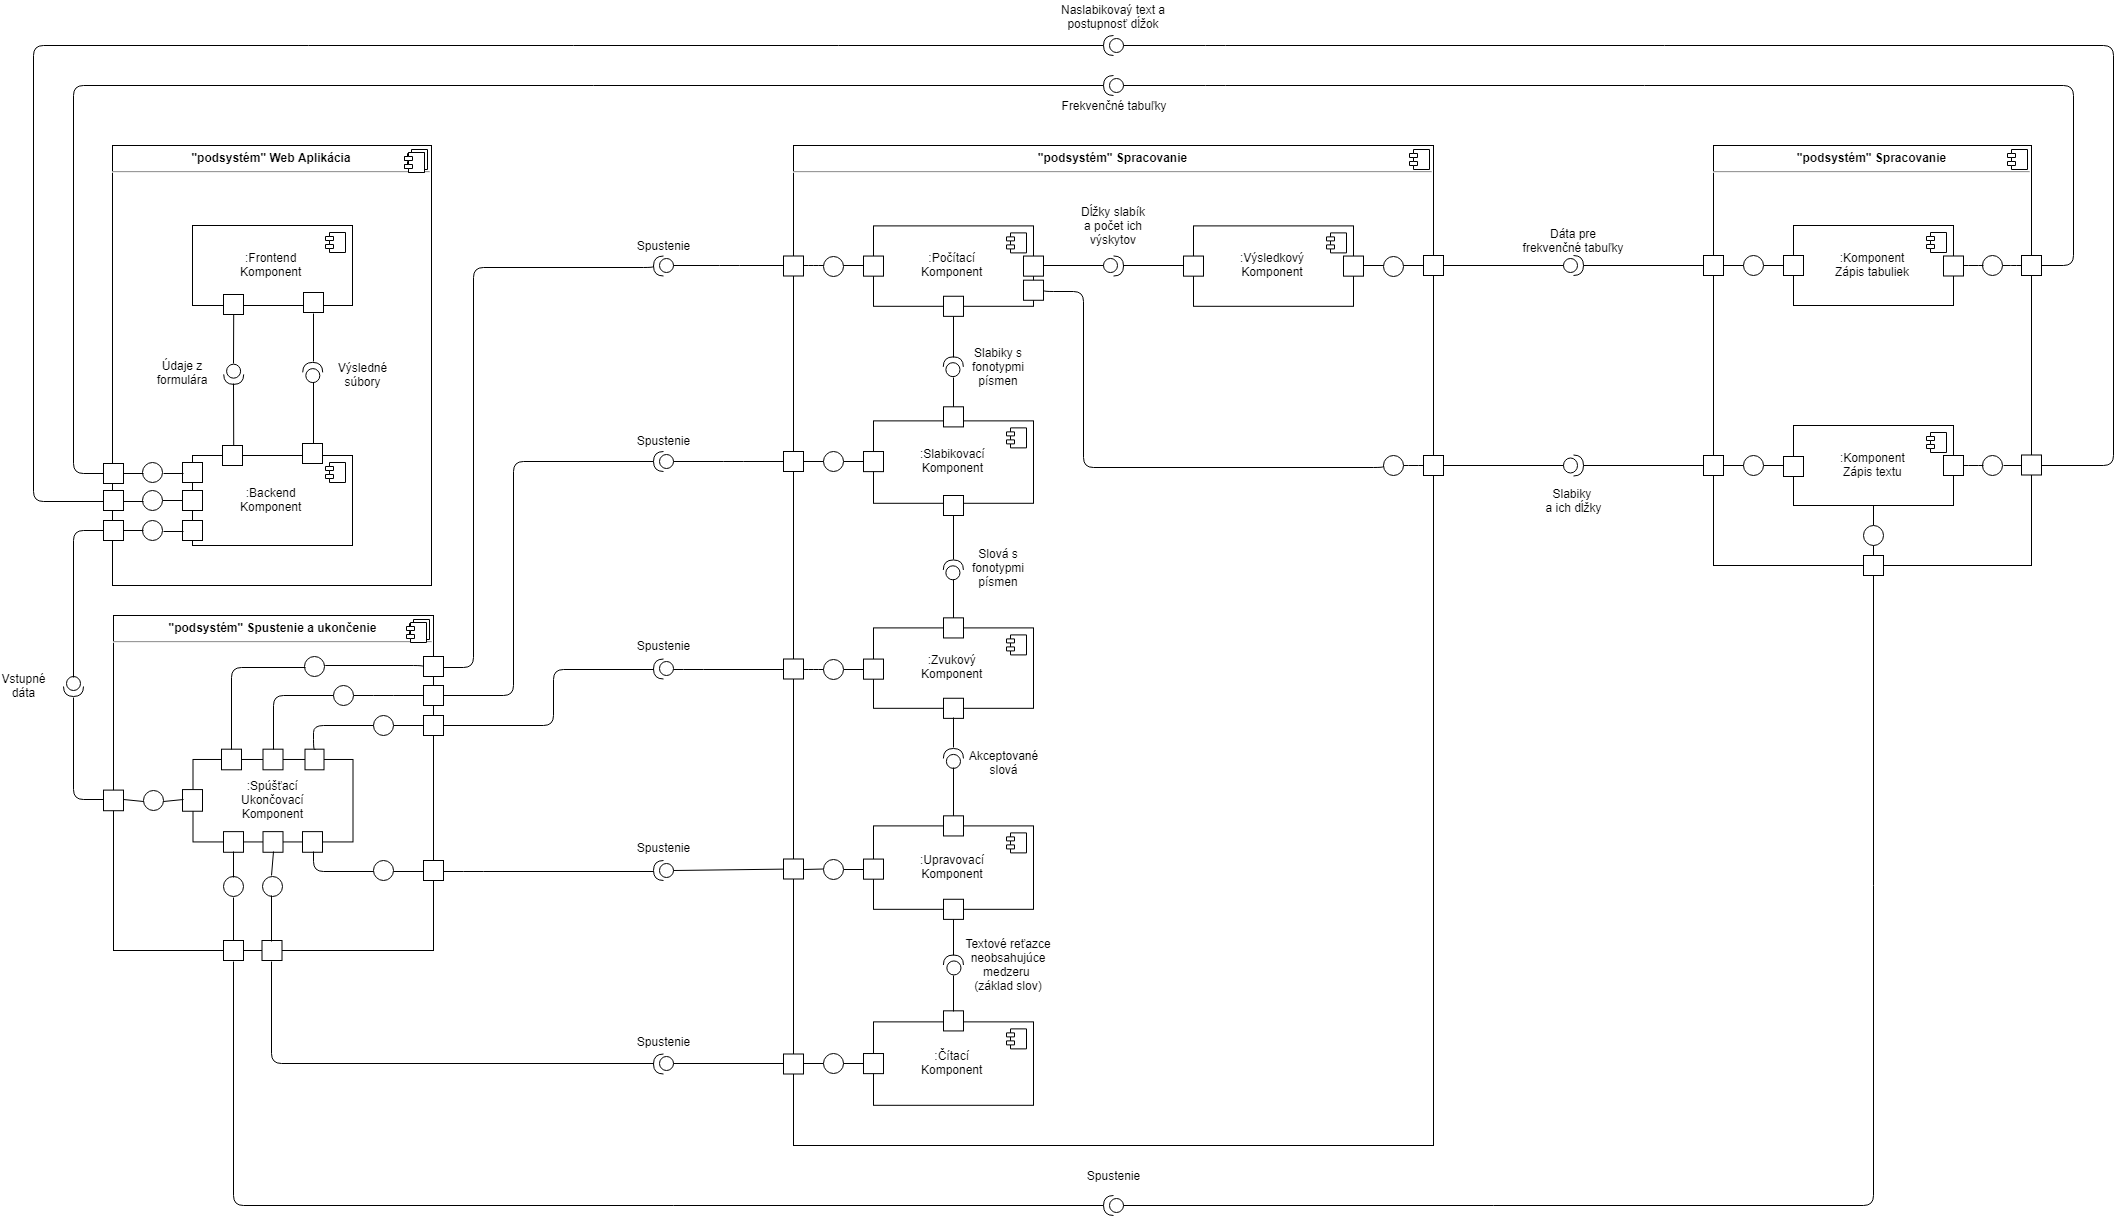 Naslabikovaý text a
postupnosť dĺžok
Frekvenčné tabuľky
"podsystém" Web Aplikácia
:Frontend
Komponent
Údaje z
formulára
Výsledné
súbory
:Backend
Komponent
Vstupné
dáta
"podsystém" Spustenie a ukončenie
:Spúšťací
Ukončovací
Komponent
Spustenie
Spustenie
Spustenie
Spustenie
Spustenie
"podsystém" Spracovanie
:Počítací
Komponent
Dĺžky slabík
a počet ich
výskytov
:Výsledkový
Komponent
Slabiky s
fonotypmi
písmen
:Slabikovací
Komponent
Slová s
fonotypmi
písmen
:Zvukový
Komponent
Akceptované
slová
:Upravovací
Komponent
Textové reťazce
neobsahujúce
medzeru
(základ slov)
:Čítací
Komponent
Dáta pre
frekvenčné tabuľky
Slabiky
a ich dĺžky
"podsystém" Spracovanie
:Komponent
Zápis tabuliek
:Komponent
Zápis textu
Spustenie